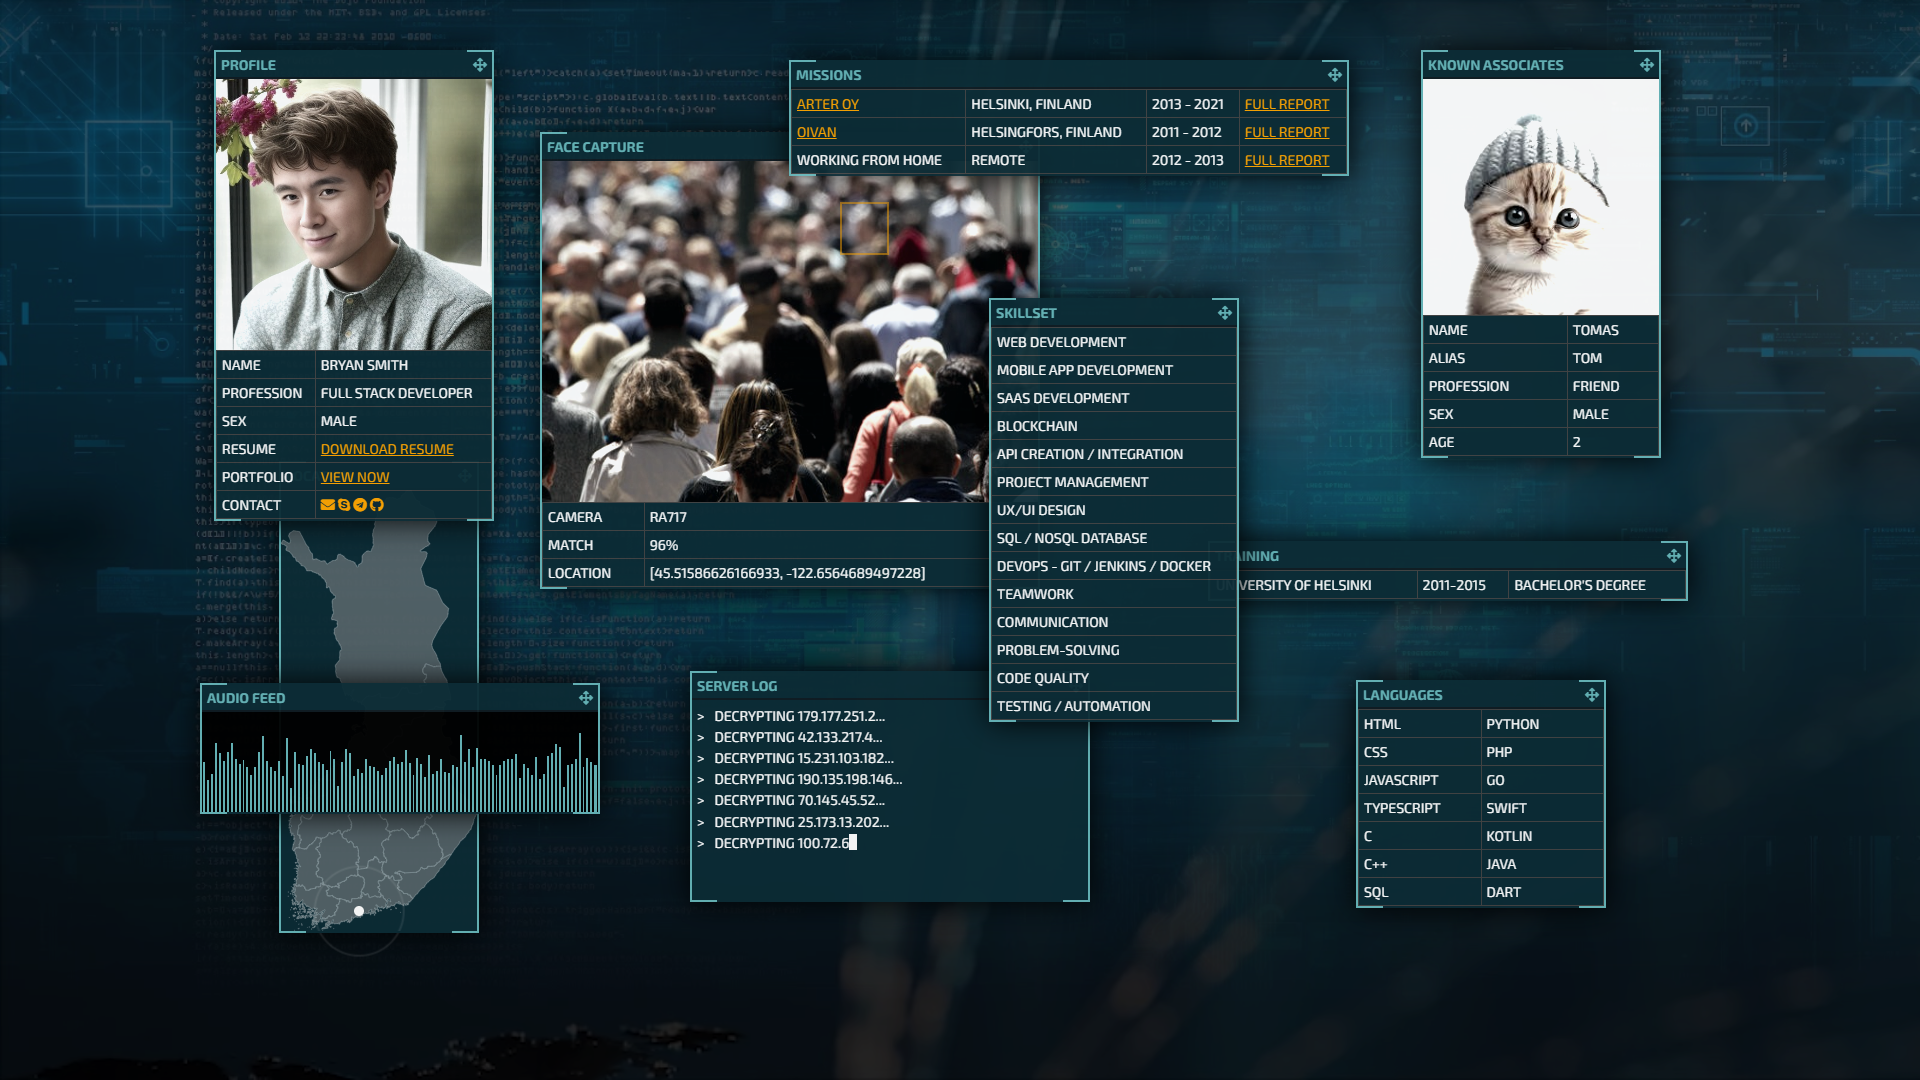 PROFILE
NAME BRYAN SMITH
PROFESSION FULL STACK DEVELOPER
SEX MALE
RESUME DOWNLOAD RESUME
PORTFOLIO VIEW NOW
CONTACT
MISSIONS
ARTER OY HELSINKI, FINLAND 2013 - 2021 FULL REPORT
OIVAN HELSINGFORS, FINLAND 2011 - 2012 FULL REPORT
WORKING FROM HOME REMOTE 2012 - 2013 FULL REPORT
FACE CAPTURE
CAMERA RA717
MATCH 96%
LOCATION [45.51586626166933, -122.6564689497228]
KNOWN ASSOCIATES
NAME TOMAS
ALIAS TOM
PROFESSION FRIEND
SEX MALE
AGE 2
SKILLSET
WEB DEVELOPMENT
MOBILE APP DEVELOPMENT
SAAS DEVELOPMENT
BLOCKCHAIN
API CREATION / INTEGRATION
PROJECT MANAGEMENT
UX/UI DESIGN
SQL / NOSQL DATABASE
DEVOPS - GIT / JENKINS / DOCKER
TEAMWORK
COMMUNICATION
PROBLEM-SOLVING
CODE QUALITY
TESTING / AUTOMATION
TRAINING
UNIVERSITY OF HELSINKI 2011-2015 BACHELOR'S DEGREE
AUDIO FEED
SERVER LOG
> DECRYPTING 179.177.251.2...
> DECRYPTING 42.133.217.4...
> DECRYPTING 15.231.103.182...
> DECRYPTING 190.135.198.146...
> DECRYPTING 70.145.45.52...
> DECRYPTING 25.173.13.202...
> DECRYPTING 100.72.6
LANGUAGES
HTML PYTHON
CSS PHP
JAVASCRIPT GO
TYPESCRIPT SWIFT
C KOTLIN
C++ JAVA
SQL DART